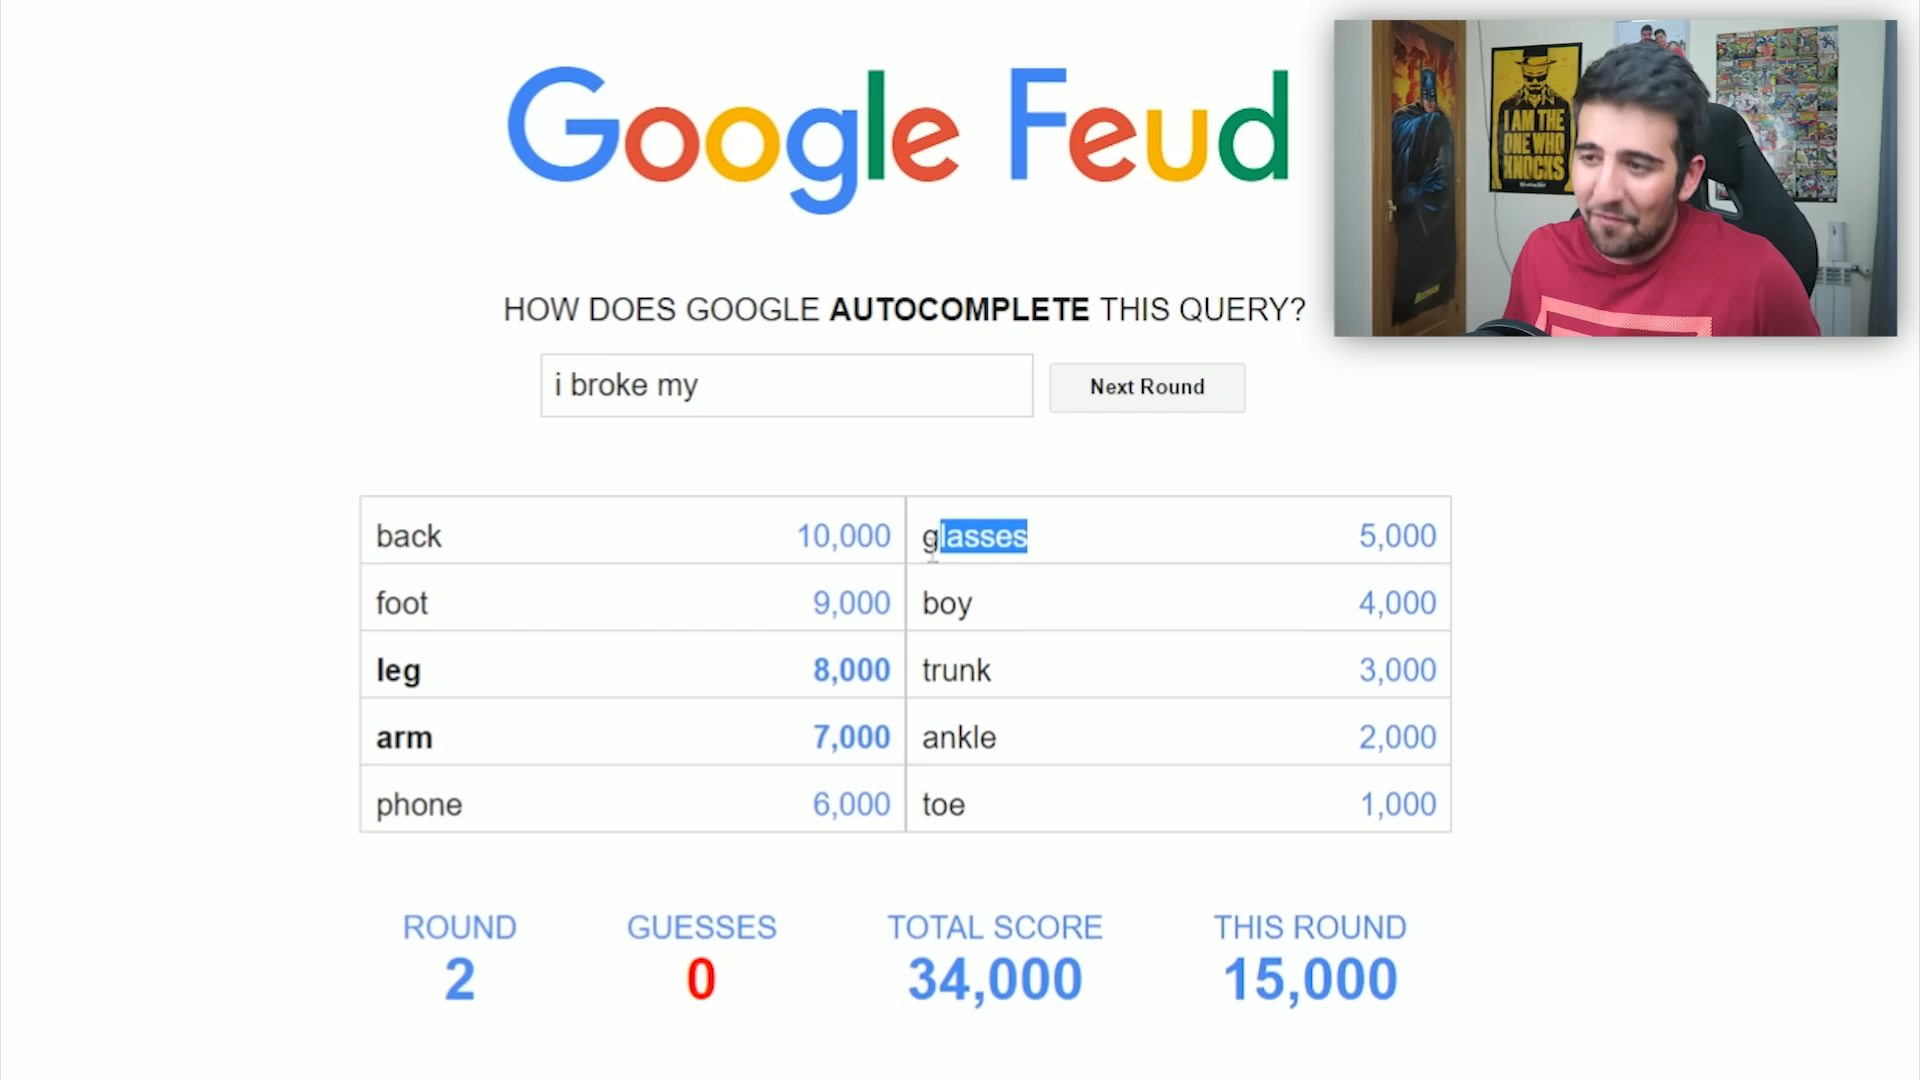 Google Feud
HOW DOES GOOGLE AUTOCOMPLETE THIS QUERY?
i broke my
Next Round
back 10,000
glasses 5,000
foot 9,000
boy 4,000
leg 8,000
trunk 3,000
arm 7,000
ankle 2,000
phone 6,000
toe 1,000
ROUND
2
GUESSES
0
TOTAL SCORE
34,000
THIS ROUND
15,000
I AM THE
ONE WHO
KNOCKS
BATMAN